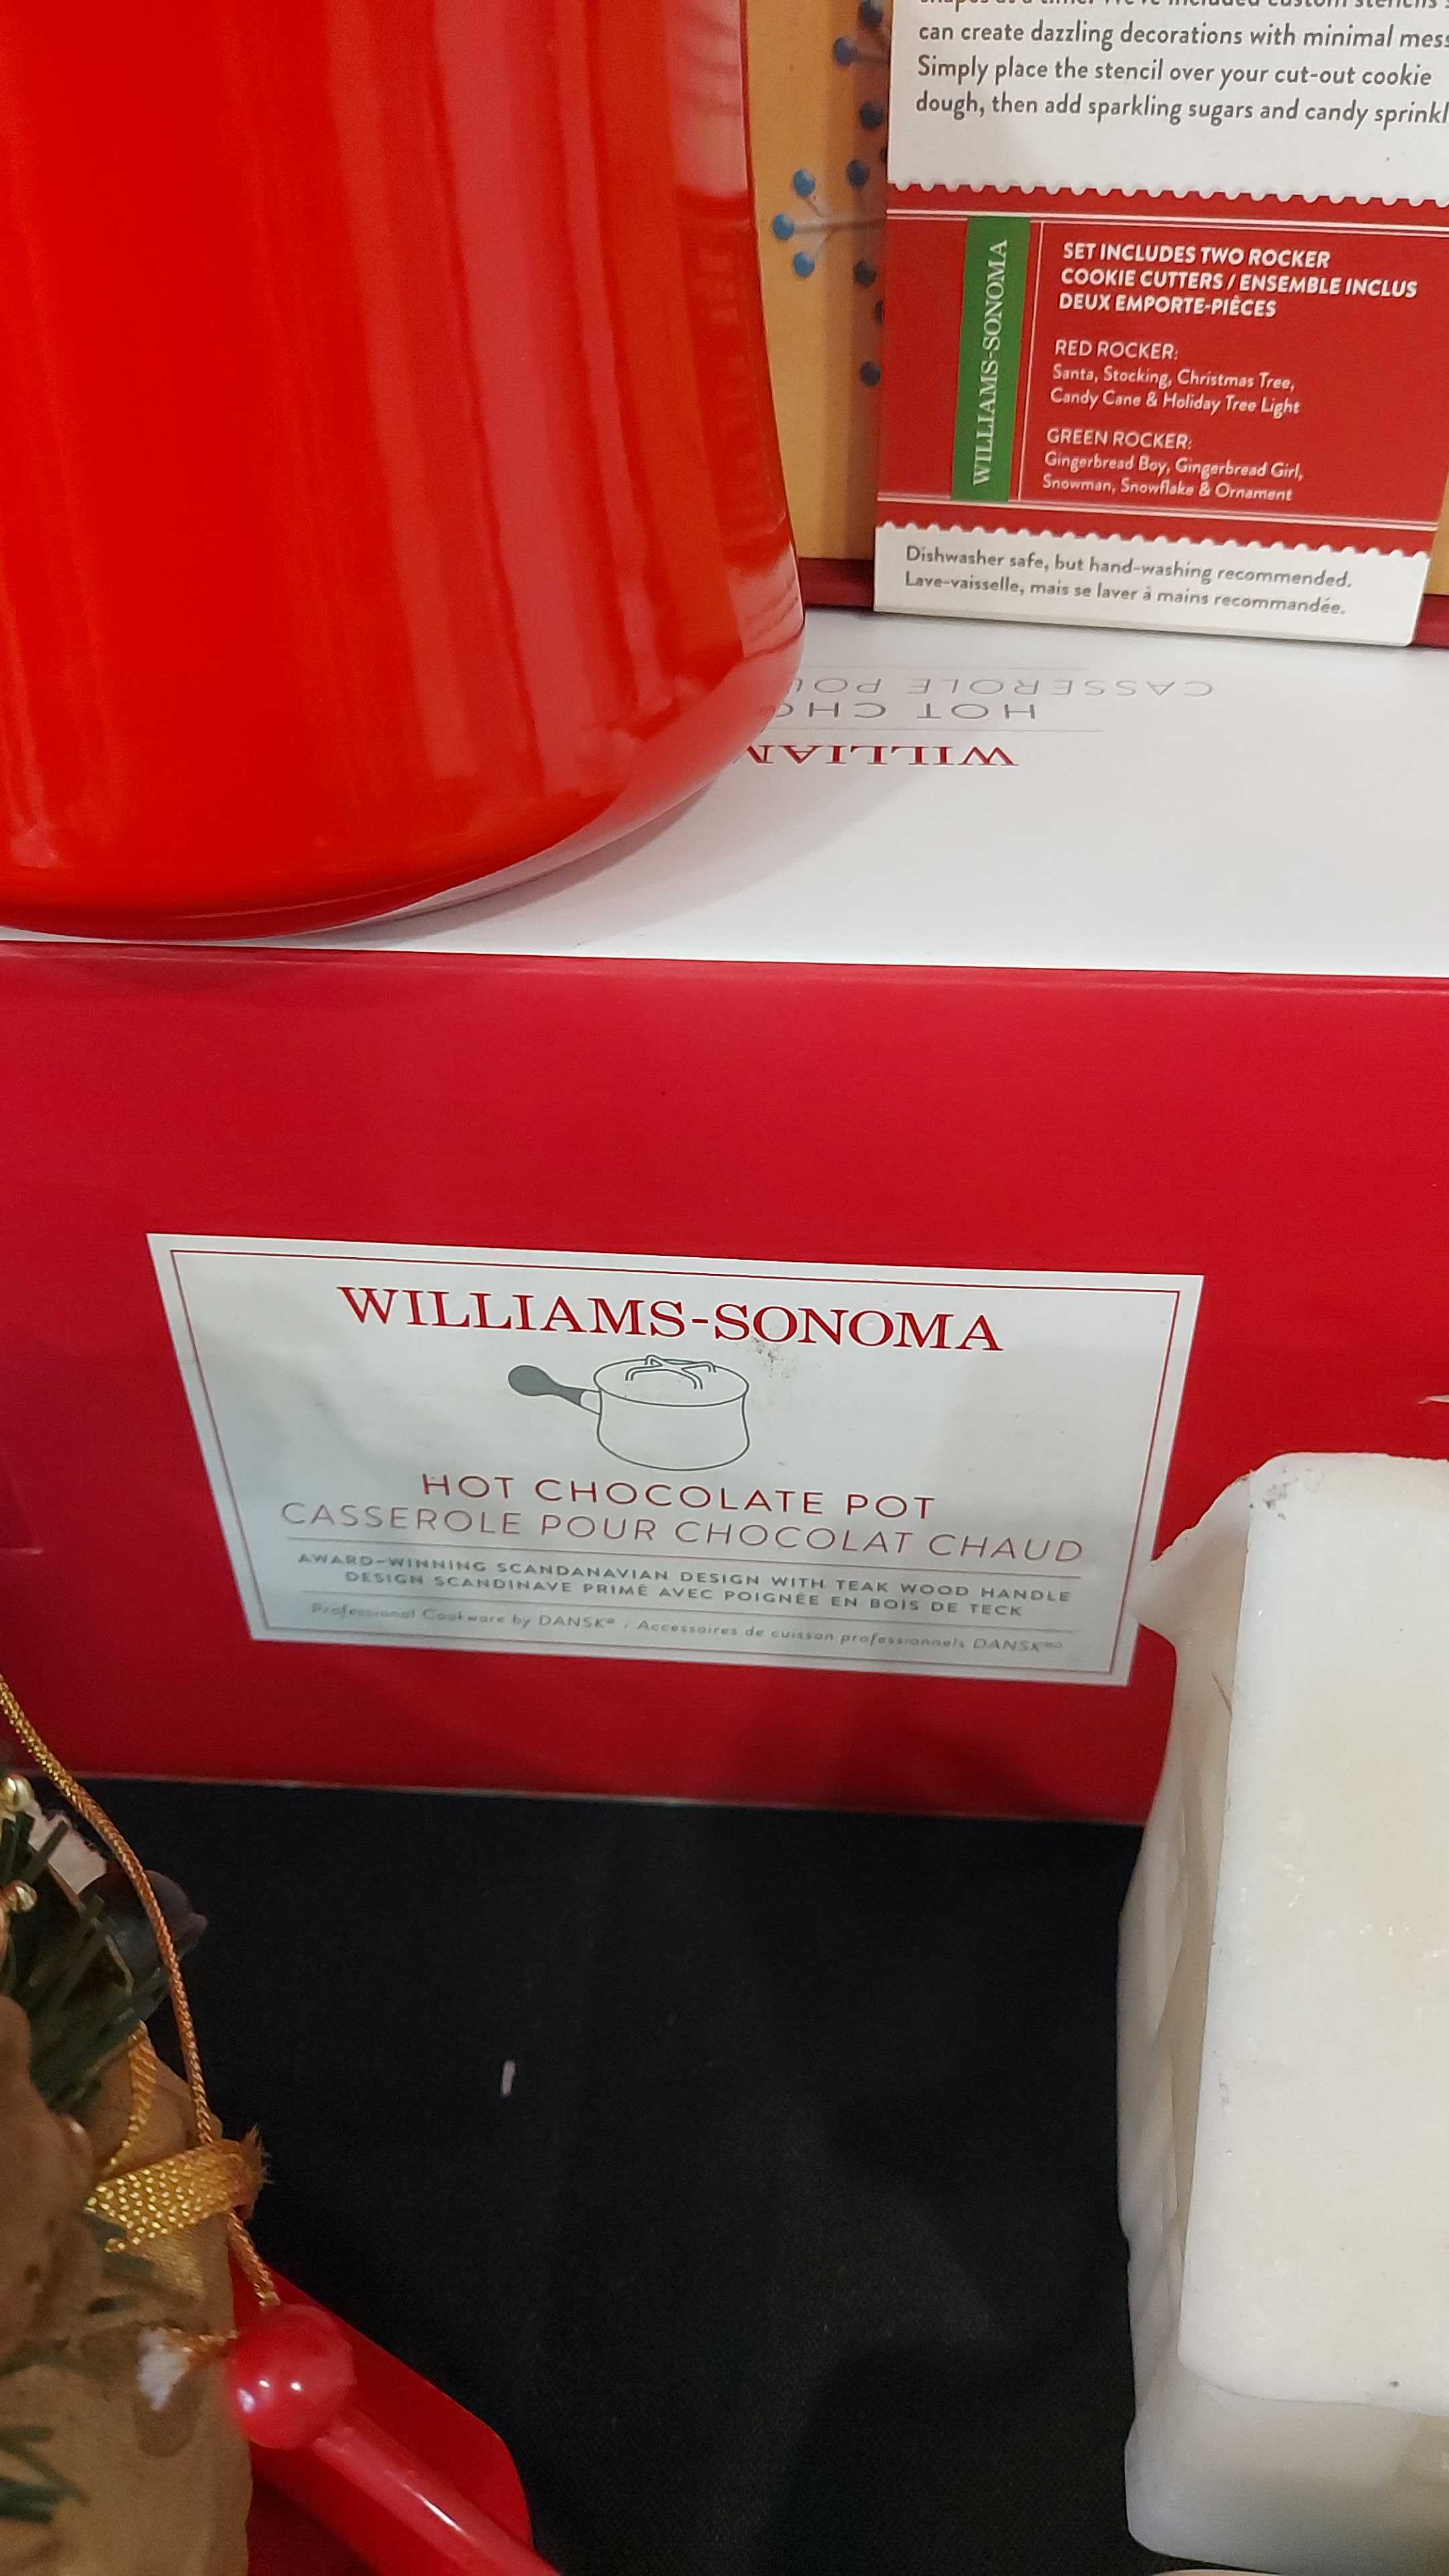 can create dazzling decorations with minimal mess
Simply place the stencil over your cut-out cookie
dough, then add sparkling sugars and candy sprinkl
WILLIAMS-SONOMA
SET INCLUDES TWO ROCKER
COOKIE CUTTERS / ENSEMBLE INCLUS
DEUX EMPORTE-PIÈCES
RED ROCKER:
Santa, Stocking, Christmas Tree,
Candy Cane & Holiday Tree Light
GREEN ROCKER:
Gingerbread Boy, Gingerbread Girl,
Snowman, Snowflake & Ornament
Dishwasher safe, but hand-washing recommended.
Lave-vaisselle, mais se laver à mains recommandée.
WILLIAM
HOT CHO
CASSEROLE POU
WILLIAMS-SONOMA
HOT CHOCOLATE POT
CASSEROLE POUR CHOCOLAT CHAUD
AWARD-WINNING SCANDANAVIAN DESIGN WITH TEAK WOOD HANDLE
DESIGN SCANDINAVE PRIMÉ AVEC POIGNÉE EN BOIS DE TECK
Professional Cookware by DANSK® / Accessoires de cuisson professionnels DANSK